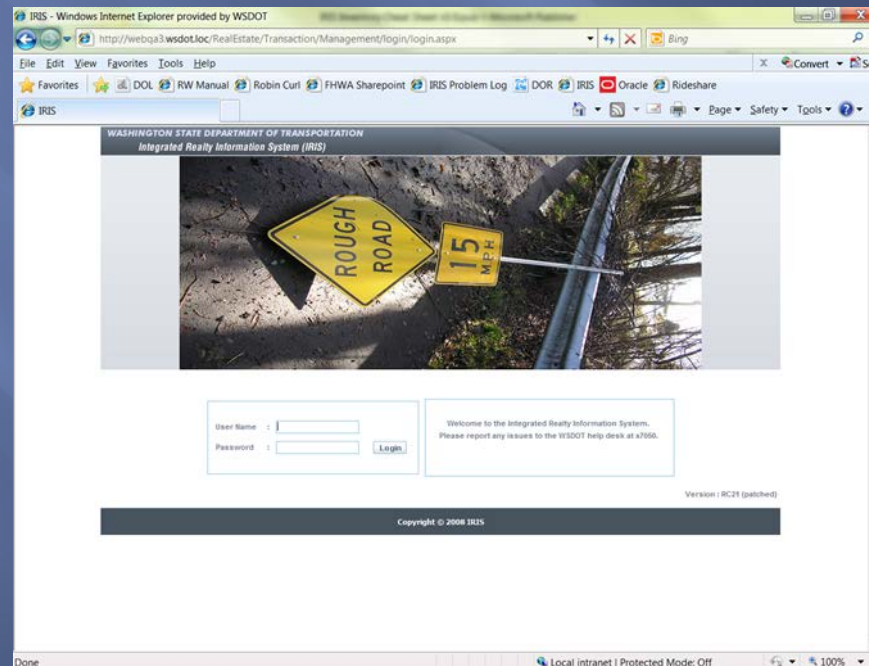 IRIS - Windows Internet Explorer provided by WSDOT
http://webqa3.wsdot.loc/RealEstate/Transaction/Management/login/login.aspx
Bing
File Edit View Favorites Tools Help
x Convert
Favorites DOL RW Manual Robin Curl FHWA Sharepoint IRIS Problem Log DOR IRIS Oracle Rideshare
IRIS
Page Safety Tools
WASHINGTON STATE DEPARTMENT OF TRANSPORTATION
Integrated Realty Information System (IRIS)
ROUGH
ROAD
15
MPH
User Name :
Password :
Login
Welcome to the Integrated Realty Information System.
Please report any issues to the WSDOT help desk at x7050.
Version : RC21 (patched)
Copyright © 2008 IRIS
Done
Local intranet | Protected Mode: Off
100%